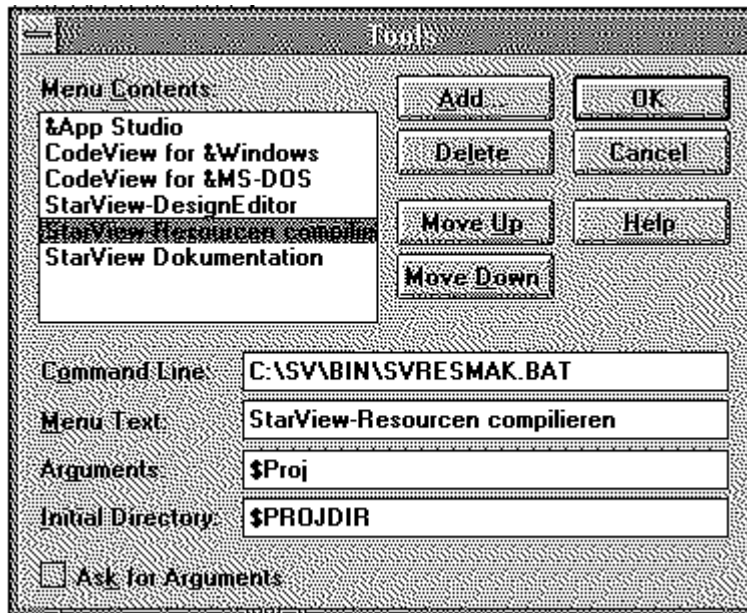 Tools
Menu Contents:
&App Studio
CodeView for &Windows
CodeView for &MS-DOS
StarView-DesignEditor
StarView-Resourcen compilie
StarView Dokumentation
Add...
OK
Delete
Cancel
Move Up
Help
Move Down
Command Line: C:\SV\BIN\SVRESMAK.BAT
Menu Text: StarView-Resourcen compilieren
Arguments: $Proj
Initial Directory: $PROJDIR
Ask for Arguments